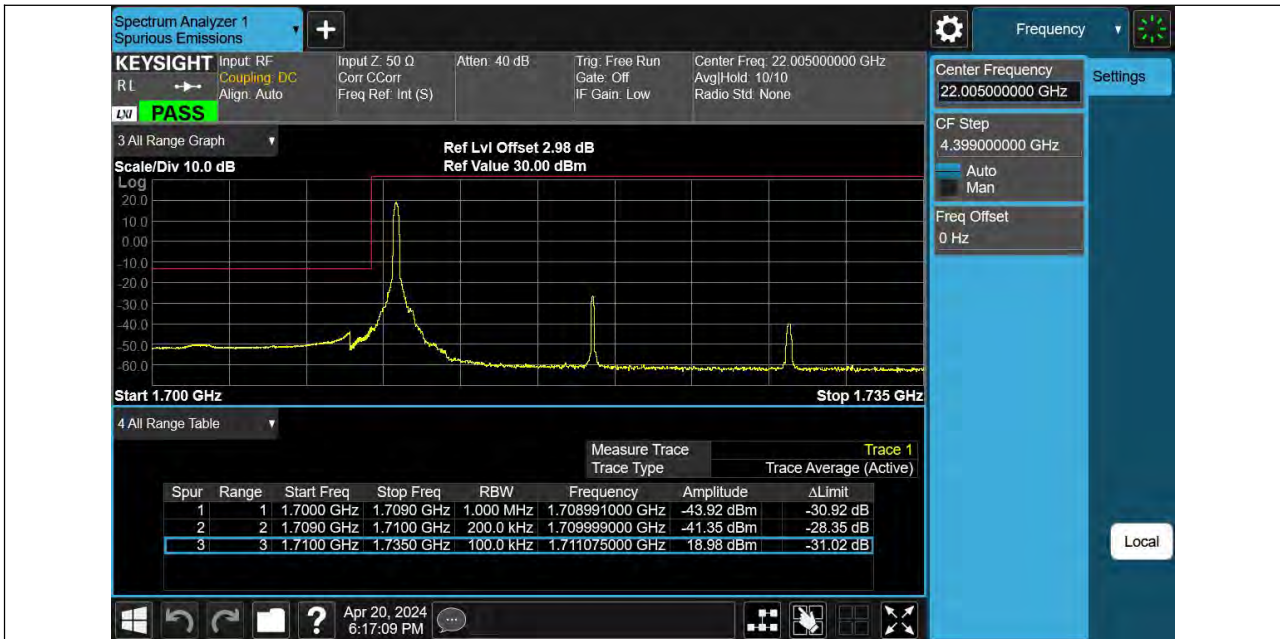 Spectrum Analyzer 1
Spurious Emissions
Frequency
KEYSIGHT
RL
LXI PASS
Input: RF
Coupling: DC
Align: Auto
Input Z: 50 Ω
Corr CCorr
Freq Ref: Int (S)
Atten: 40 dB
Trig: Free Run
Gate: Off
IF Gain: Low
Center Freq: 22.005000000 GHz
Avg|Hold: 10/10
Radio Std: None
Center Frequency
22.005000000 GHz
Settings
CF Step
4.399000000 GHz
Auto
Man
Freq Offset
0 Hz
3 All Range Graph
Ref Lvl Offset 2.98 dB
Scale/Div 10.0 dB
Ref Value 30.00 dBm
Log
20.0
10.0
0.00
-10.0
-20.0
-30.0
-40.0
-50.0
-60.0
Start 1.700 GHz
Stop 1.735 GHz
4 All Range Table
Measure Trace Trace 1
Trace Type Trace Average (Active)
Spur Range Start Freq Stop Freq RBW Frequency Amplitude ΔLimit
1 1 1.7000 GHz 1.7090 GHz 1.000 MHz 1.708991000 GHz -43.92 dBm -30.92 dB
2 2 1.7090 GHz 1.7100 GHz 200.0 kHz 1.709999000 GHz -41.35 dBm -28.35 dB
3 3 1.7100 GHz 1.7350 GHz 100.0 kHz 1.711075000 GHz 18.98 dBm -31.02 dB
Local
Apr 20, 2024
6:17:09 PM